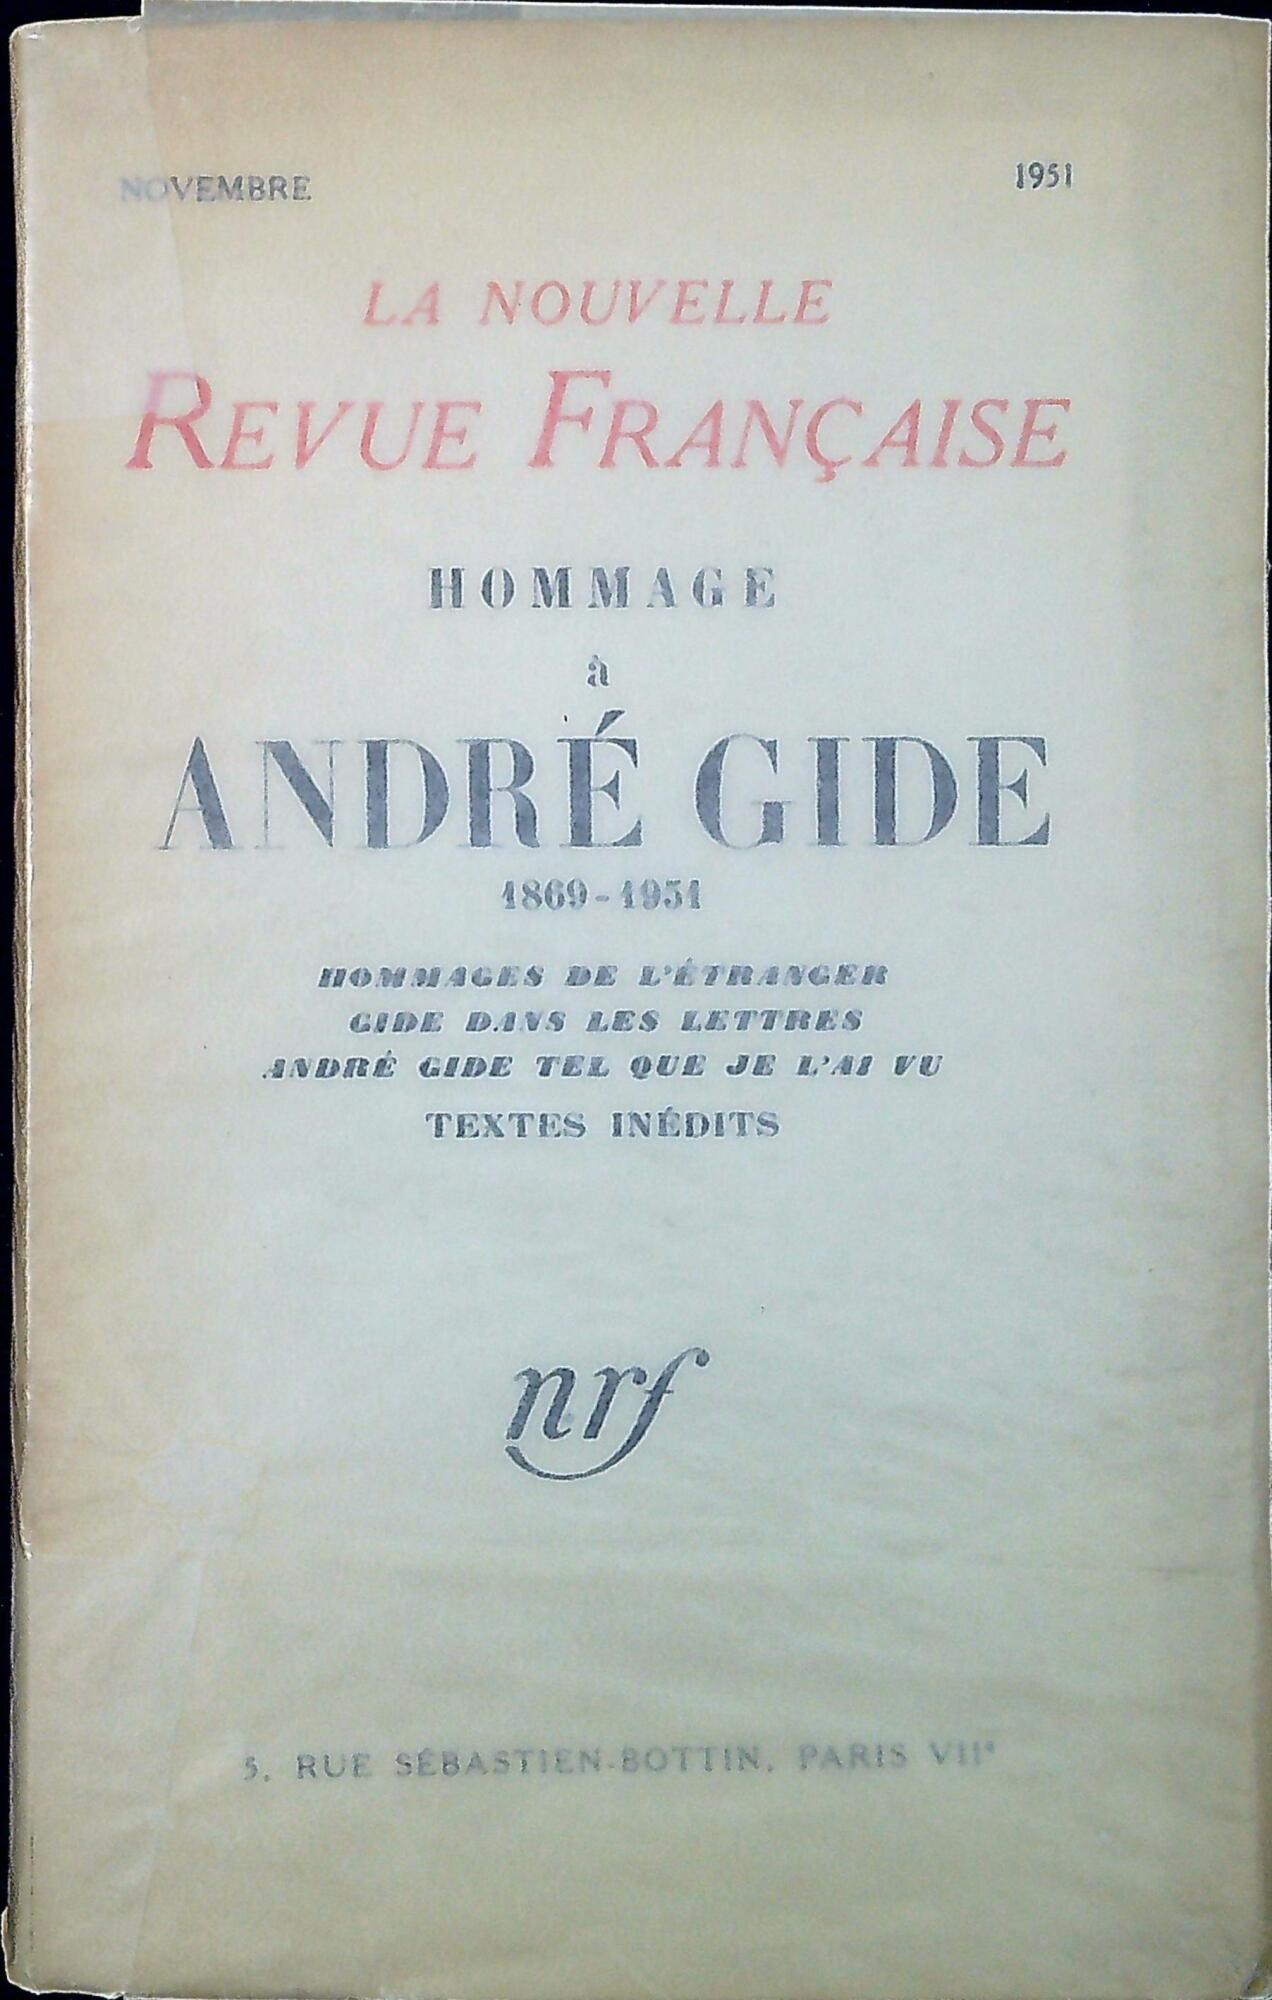 NOVEMBRE 1951
LA NOUVELLE
REVUE FRANÇAISE
HOMMAGE
à
ANDRÉ GIDE
1869-1951
HOMMAGES DE L'ÉTRANGER
GIDE DANS LES LETTRES
ANDRÉ GIDE TEL QUE JE L'AI VU
TEXTES INÉDITS
nrf
5, RUE SÉBASTIEN-BOTTIN, PARIS VIIe